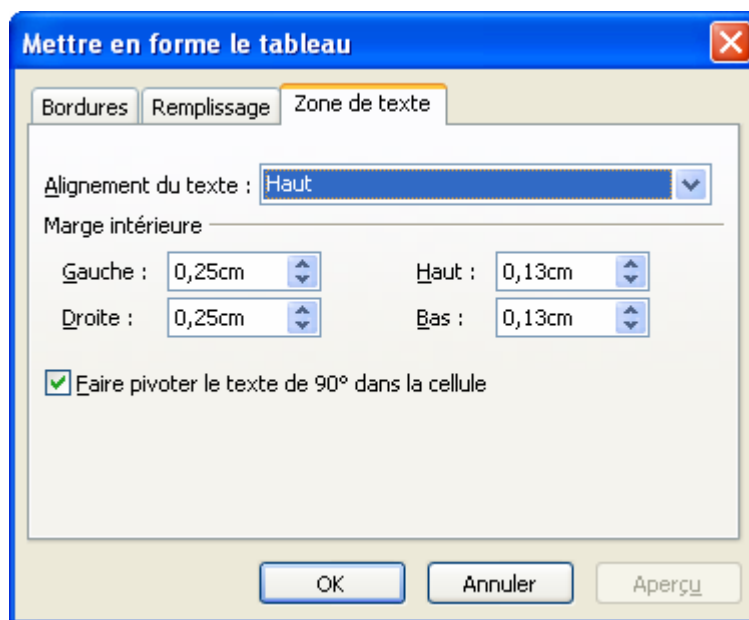 Mettre en forme le tableau
Bordures Remplissage Zone de texte
Alignement du texte : Haut
Marge intérieure
Gauche : 0,25cm Haut : 0,13cm
Droite : 0,25cm Bas : 0,13cm
Faire pivoter le texte de 90° dans la cellule
OK Annuler Aperçu